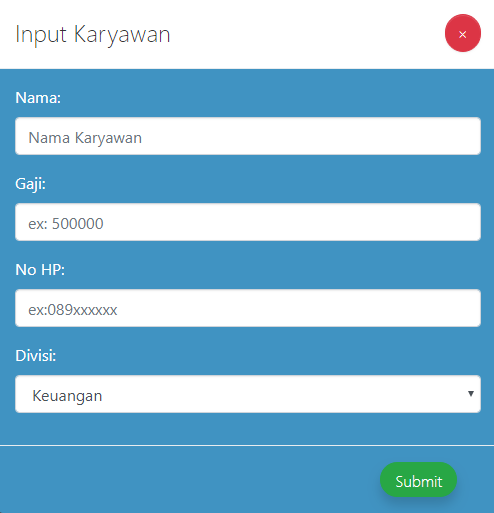 Input Karyawan
×
Nama:
Nama Karyawan
Gaji:
ex: 500000
No HP:
ex:089xxxxxx
Divisi:
Keuangan
Submit